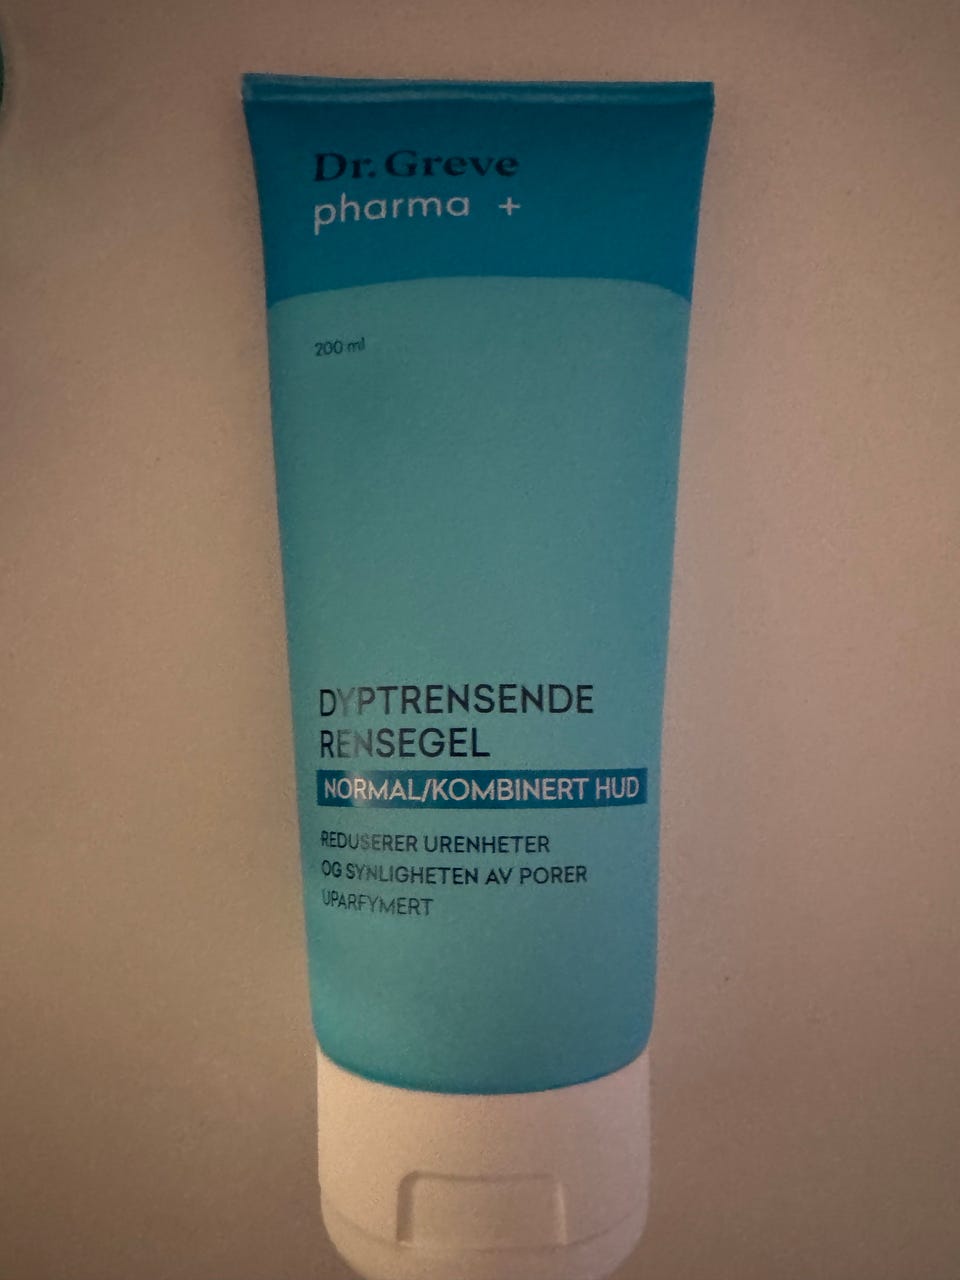 Dr. Greve
pharma +
200 ml
DYPTRENSENDE
RENSEGEL
NORMAL/KOMBINERT HUD
REDUSERER URENHETER
OG SYNLIGHETEN AV PORER
UPARFYMERT